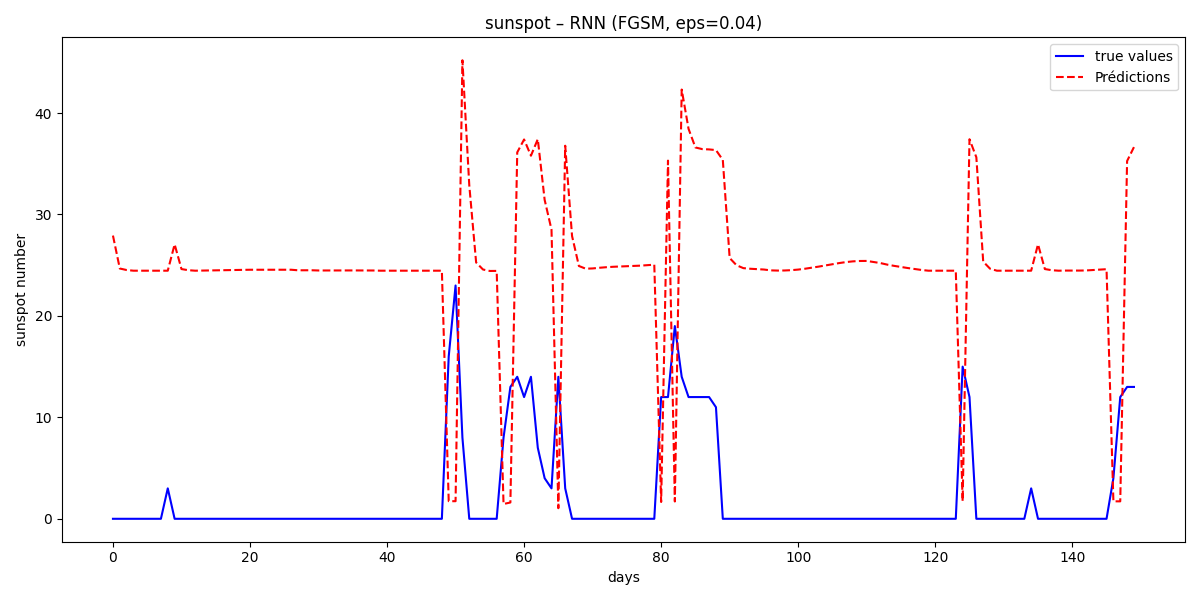 sunspot – RNN (FGSM, eps=0.04)
true values
Prédictions
sunspot number
40
30
20
10
0
0 20 40 60 80 100 120 140
days